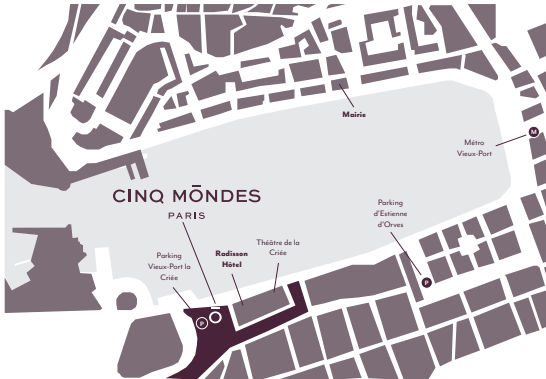 Mairie
M
Métro
Vieux-Port
CINQ MŌNDES
PARIS
Parking
d'Estienne
d'Orves
Parking
Vieux-Port la
Criée
Radisson
Hôtel
Théâtre de la
Criée
P
P